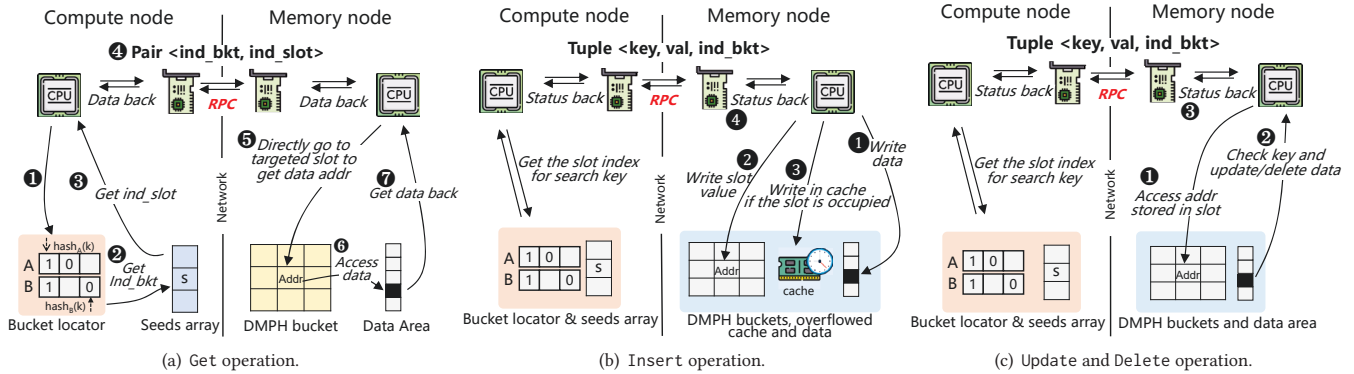 Compute node
Memory node
❹ Pair <ind_bkt, ind_slot>
CPU
Data back
RPC
Data back
CPU
❶
❸
Get ind_slot
❺ Directly go to
targeted slot to
get data addr
❼
Get data back
Network
hash_A(k)
A 1 0
B 1 0
hash_B(k)
❷
Get
Ind_bkt
S
❻
Access
data
Addr
Bucket locator
Seeds array
DMPH bucket
Data Area
(a) Get operation.
Compute node
Memory node
Tuple <key, val, ind_bkt>
CPU
Status back
RPC
Status back
❹
CPU
Get the slot index
for search key
Network
❶ Write
data
❷
Write slot
value
❸
Write in cache
if the slot is occupied
A 1 0
B 1 0
S
Addr
cache
Bucket locator & seeds array
DMPH buckets, overflowed
cache and data
(b) Insert operation.
Compute node
Memory node
Tuple <key, val, ind_bkt>
CPU
Status back
RPC
Status back
❸
CPU
Get the slot index
for search key
Network
❷
Check key and
update/delete data
❶
Access addr
stored in slot
A 1 0
B 1 0
S
Addr
Bucket locator & seeds array
DMPH buckets and data area
(c) Update and Delete operation.